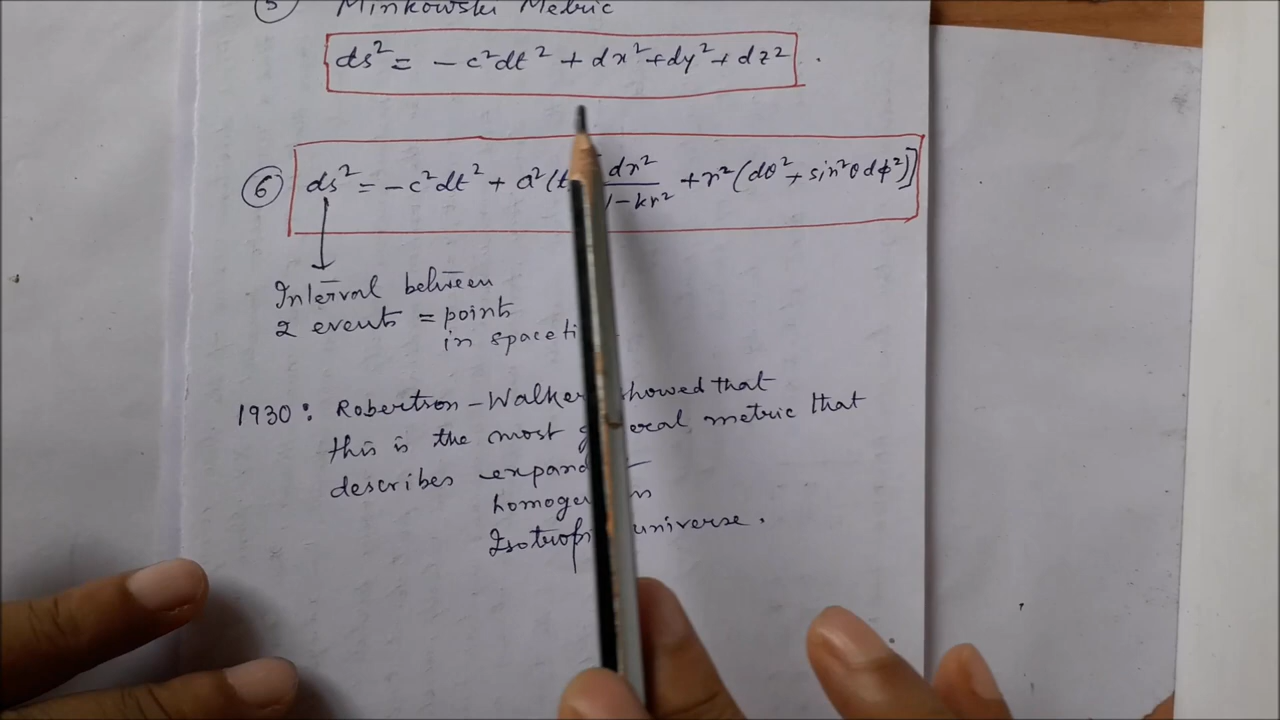 5 Minkowski Metric
ds² = - c²dt² + dx² + dy² + dz² .
6 ds² = -c²dt² + a²(t dr² / 1-kr² + r² (dθ² + sin²θ dϕ²)]
Interval between
2 events = points
in spaceti
1930 : Robertson - Walker showed that
this is the most general metric that
describes expand
homoge
Isotropi universe .